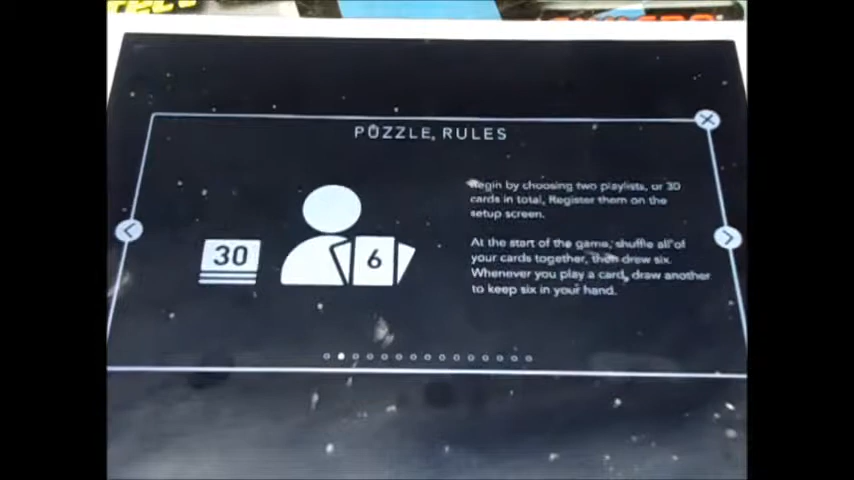 PUZZLE RULES
Begin by choosing two playlists, or 30
cards in total, Register them on the
setup screen.
30
6
At the start of the game, shuffle all of
your cards together, then draw six.
Whenever you play a card, draw another
to keep six in your hand.